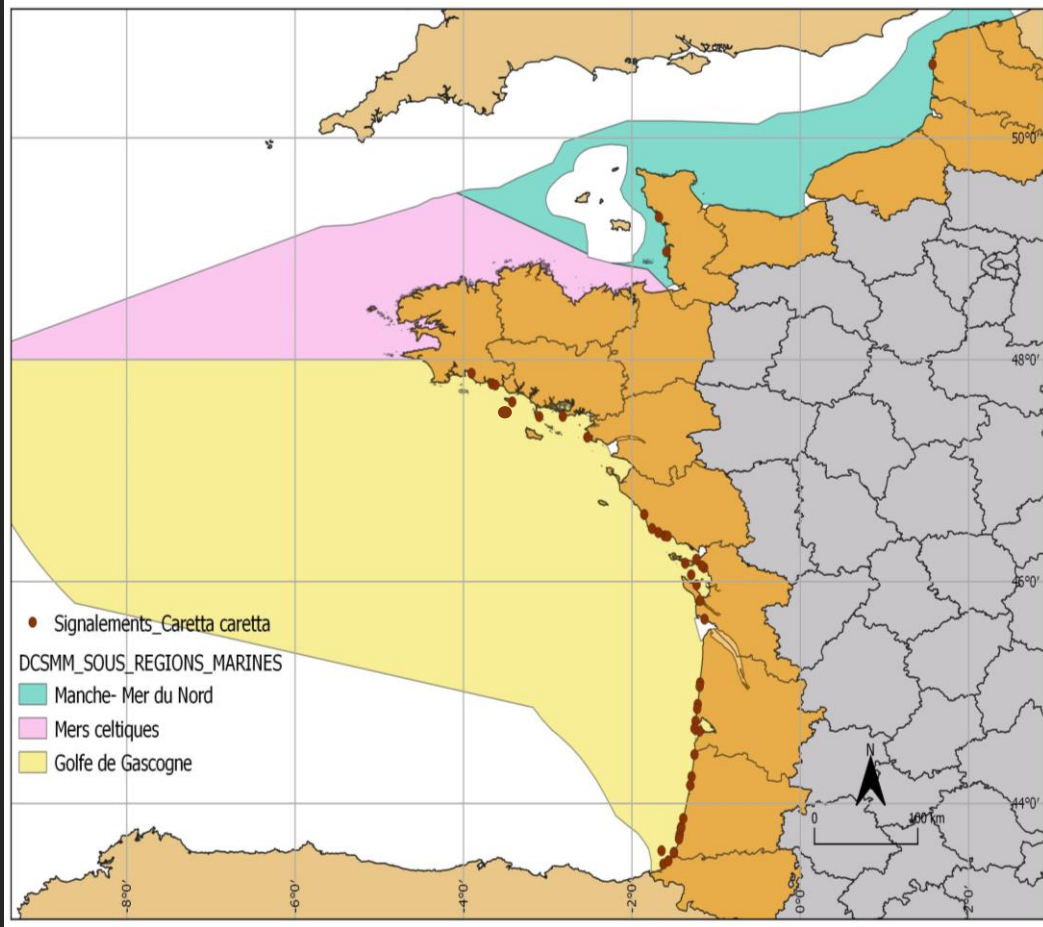 50°0'
48°0'
46°0'
Signalements_Caretta caretta
DCSMM_SOUS_REGIONS_MARINES
Manche- Mer du Nord
Mers celtiques
Golfe de Gascogne
N
44°0'
0
100 km
-8°0'
-6°0'
-4°0'
-2°0'
0°0'
2°0'